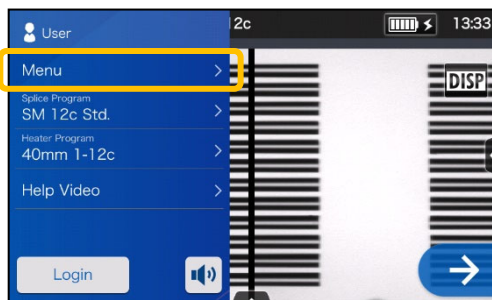 User
12c
13:33
Menu
DISP
Splice Program
SM 12c Std.
Heater Program
40mm 1-12c
Help Video
Login